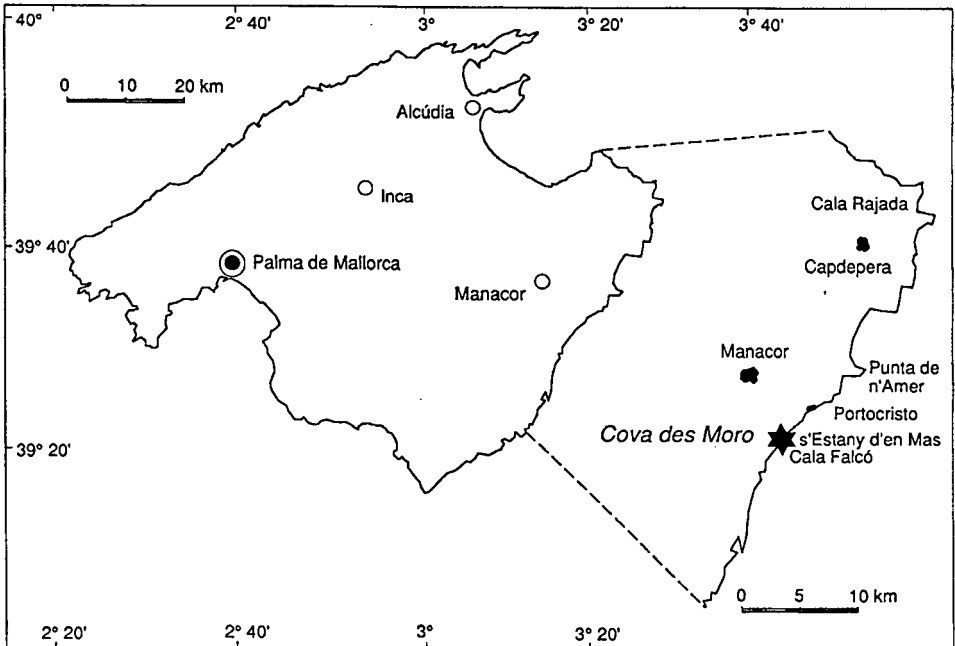 40°
2° 40'
3°
3° 20'
3° 40'
0 10 20 km
Alcúdia
Inca
Cala Rajada
39° 40'
Palma de Mallorca
Capdepera
Manacor
Manacor
Punta de
n'Amer
Portocristo
Cova des Moro
s'Estany d'en Mas
Cala Falcó
39° 20'
0 5 10 km
2° 20'
2° 40'
3°
3° 20'